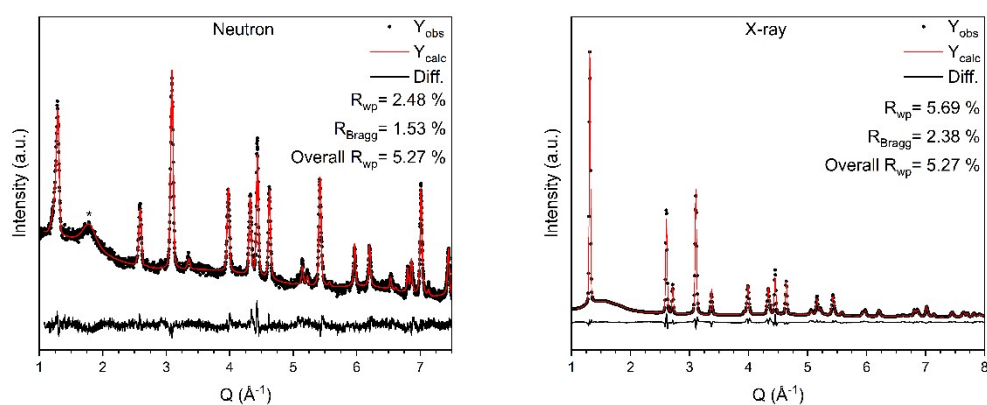 Neutron
Y_obs
Y_calc
Diff.
R_wp= 2.48 %
R_Bragg= 1.53 %
Overall R_wp= 5.27 %
*
Intensity (a.u.)
1 2 3 4 5 6 7
Q (Å⁻¹)
X-ray
Y_obs
Y_calc
Diff.
R_wp= 5.69 %
R_Bragg= 2.38 %
Overall R_wp= 5.27 %
Intensity (a.u.)
1 2 3 4 5 6 7 8
Q (Å⁻¹)